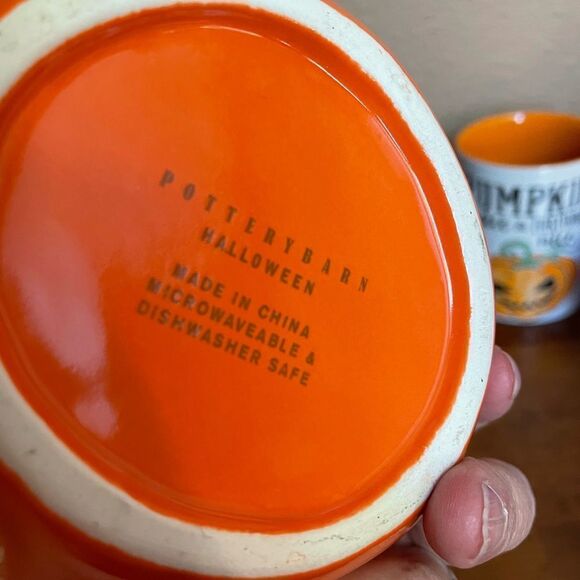 POTTERYBARN
HALLOWEEN
MADE IN CHINA
MICROWAVEABLE &
DISHWASHER SAFE